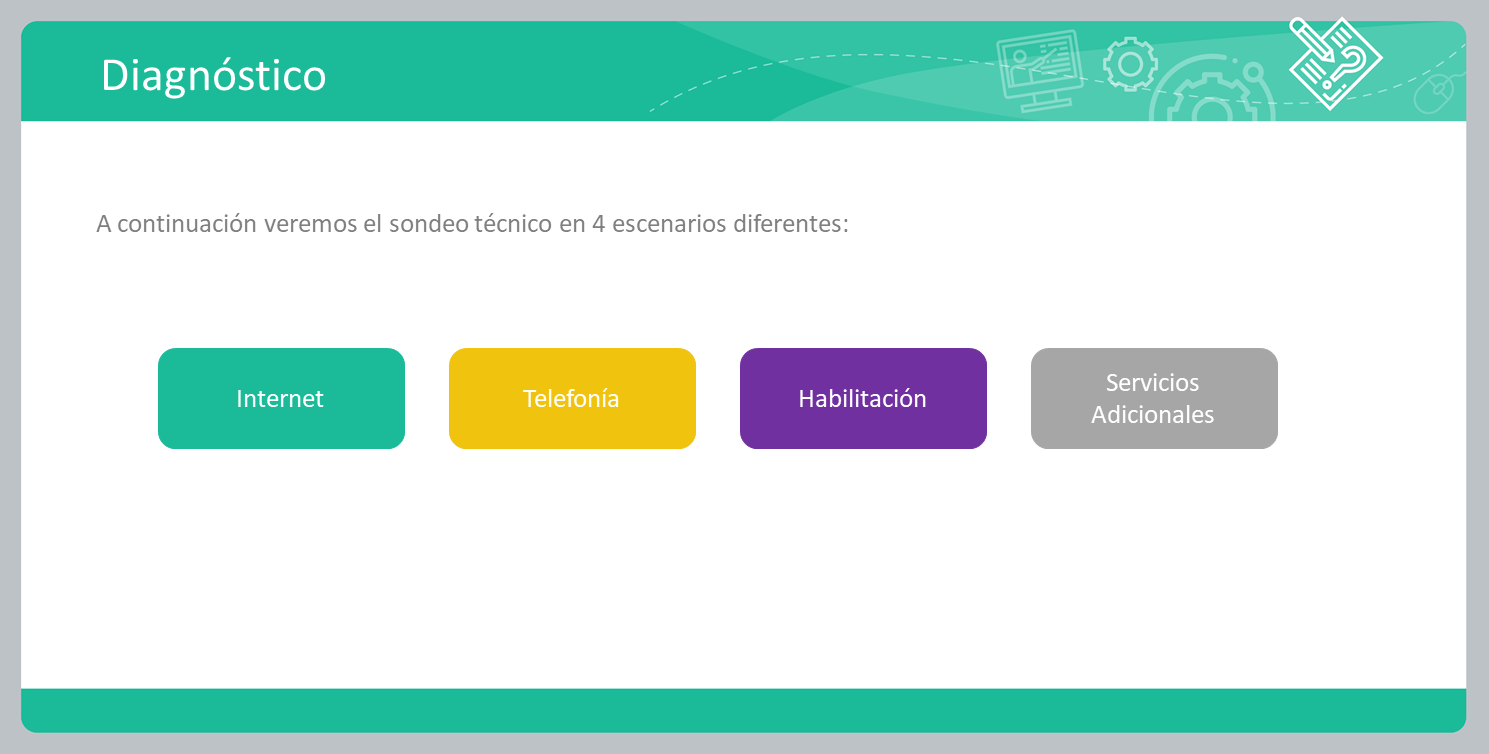 Diagnóstico
A continuación veremos el sondeo técnico en 4 escenarios diferentes:
Internet
Telefonía
Habilitación
Servicios
Adicionales